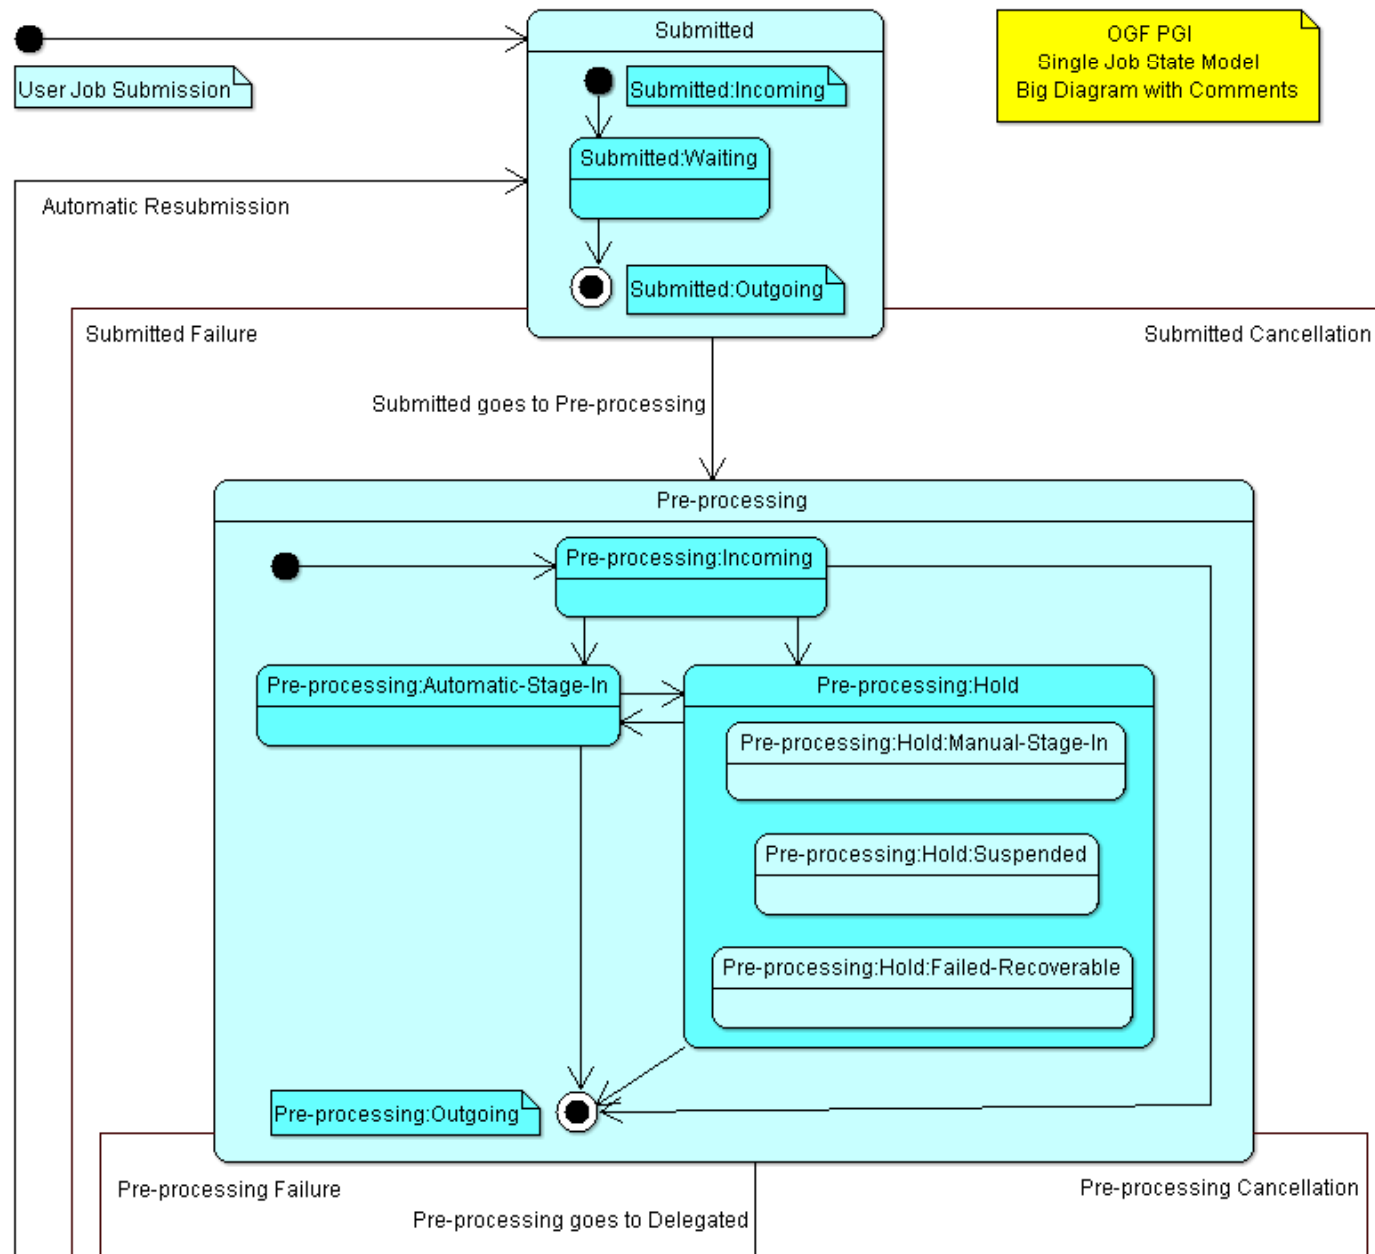 Submitted
OGF PGI
Single Job State Model
Big Diagram with Comments
User Job Submission
Submitted:Incoming
Submitted:Waiting
Automatic Resubmission
Submitted:Outgoing
Submitted Failure
Submitted Cancellation
Submitted goes to Pre-processing
Pre-processing
Pre-processing:Incoming
Pre-processing:Automatic-Stage-In
Pre-processing:Hold
Pre-processing:Hold:Manual-Stage-In
Pre-processing:Hold:Suspended
Pre-processing:Hold:Failed-Recoverable
Pre-processing:Outgoing
Pre-processing Failure
Pre-processing Cancellation
Pre-processing goes to Delegated